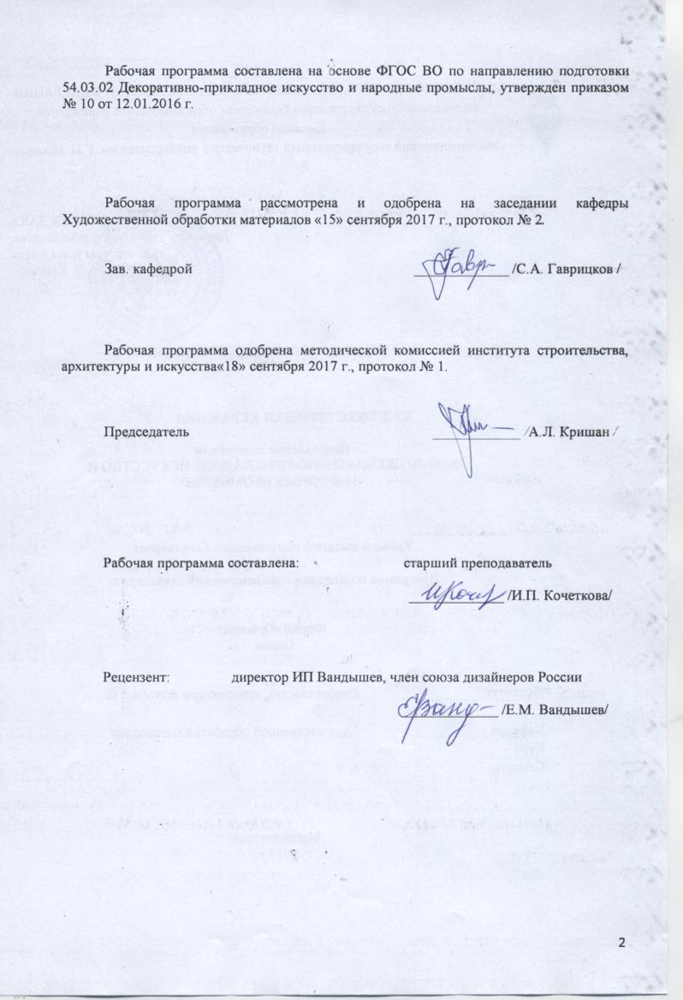 Рабочая программа составлена на основе ФГОС ВО по направлению подготовки
54.03.02 Декоративно-прикладное искусство и народные промыслы, утвержден приказом
№ 10 от 12.01.2016 г.
Рабочая программа рассмотрена и одобрена на заседании кафедры
Художественной обработки материалов «15» сентября 2017 г., протокол № 2.
Зав. кафедрой /С.А. Гаврицков /
Рабочая программа одобрена методической комиссией института строительства,
архитектуры и искусства«18» сентября 2017 г., протокол № 1.
Председатель /А.Л. Кришан /
Рабочая программа составлена: старший преподаватель
/И.П. Кочеткова/
Рецензент: директор ИП Вандышев, член союза дизайнеров России
/Е.М. Вандышев/
2